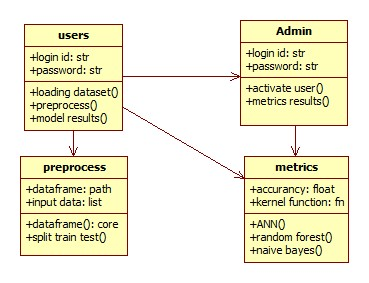 users
+login id: str
+password: str
+loading dataset()
+preprocess()
+model results()
Admin
+login id: str
+password: str
+activate user()
+metrics results()
preprocess
+dataframe: path
+input data: list
+dataframe(): core
+split train test()
metrics
+accurancy: float
+kernel function: fn
+ANN()
+random forest()
+naive bayes()